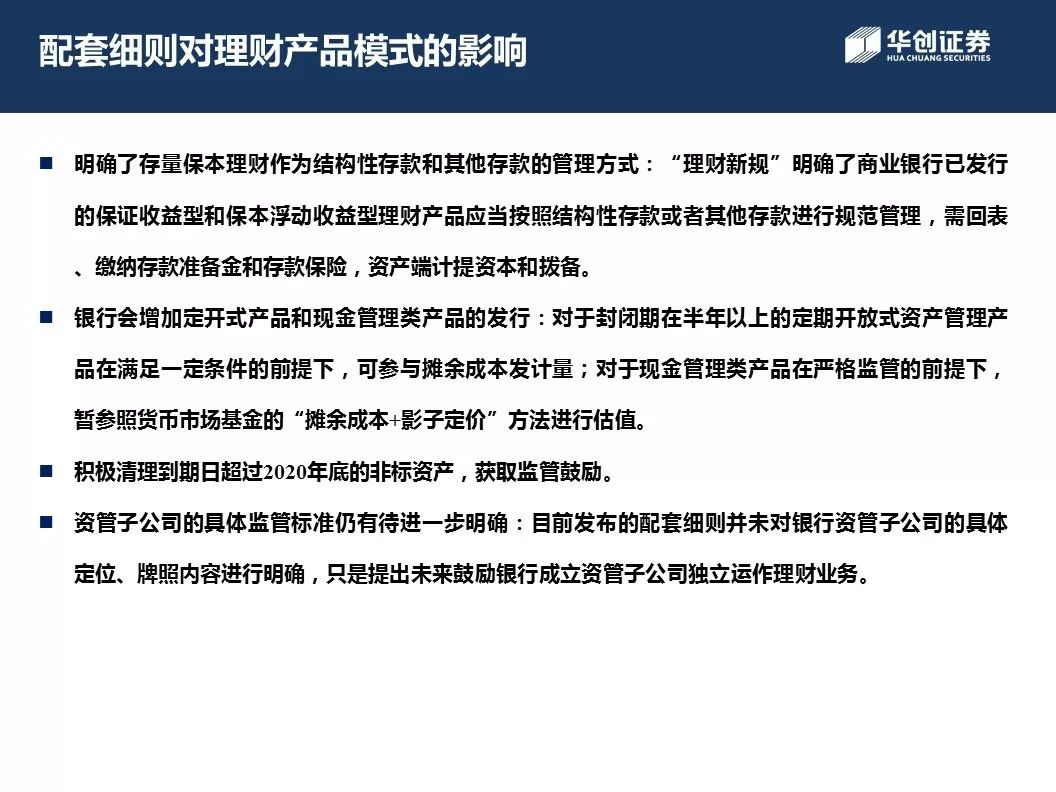 配套细则对理财产品模式的影响
华创证券
HUA CHUANG SECURITIES
■ 明确了存量保本理财作为结构性存款和其他存款的管理方式：“理财新规”明确了商业银行已发行
的保证收益型和保本浮动收益型理财产品应当按照结构性存款或者其他存款进行规范管理，需回表
、缴纳存款准备金和存款保险，资产端计提资本和拨备。
■ 银行会增加定开式产品和现金管理类产品的发行：对于封闭期在半年以上的定期开放式资产管理产
品在满足一定条件的前提下，可参与摊余成本发计量；对于现金管理类产品在严格监管的前提下，
暂参照货币市场基金的“摊余成本+影子定价”方法进行估值。
■ 积极清理到期日超过2020年底的非标资产，获取监管鼓励。
■ 资管子公司的具体监管标准仍有待进一步明确：目前发布的配套细则并未对银行资管子公司的具体
定位、牌照内容进行明确，只是提出未来鼓励银行成立资管子公司独立运作理财业务。